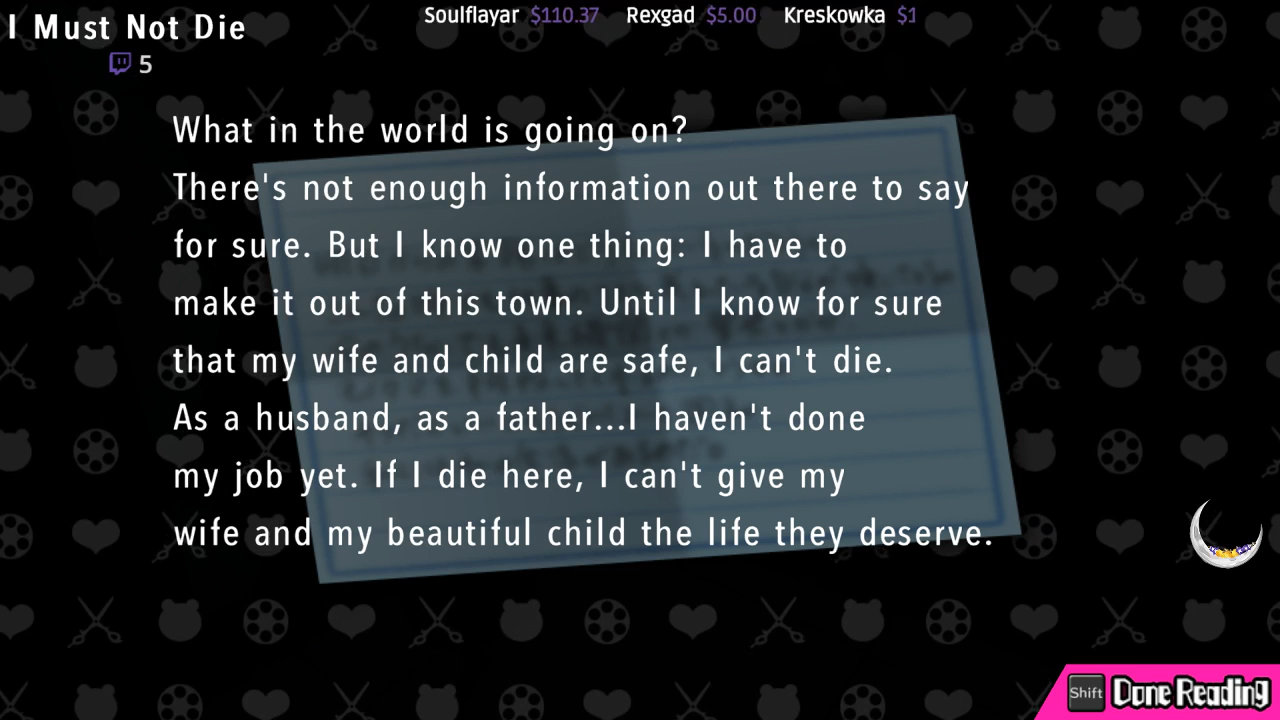 I Must Not Die
Soulflayar $110.37 Rexgad $5.00 Kreskowka $1
5
What in the world is going on?
There's not enough information out there to say
for sure. But I know one thing: I have to
make it out of this town. Until I know for sure
that my wife and child are safe, I can't die.
As a husband, as a father...I haven't done
my job yet. If I die here, I can't give my
wife and my beautiful child the life they deserve.
Shift Done Reading